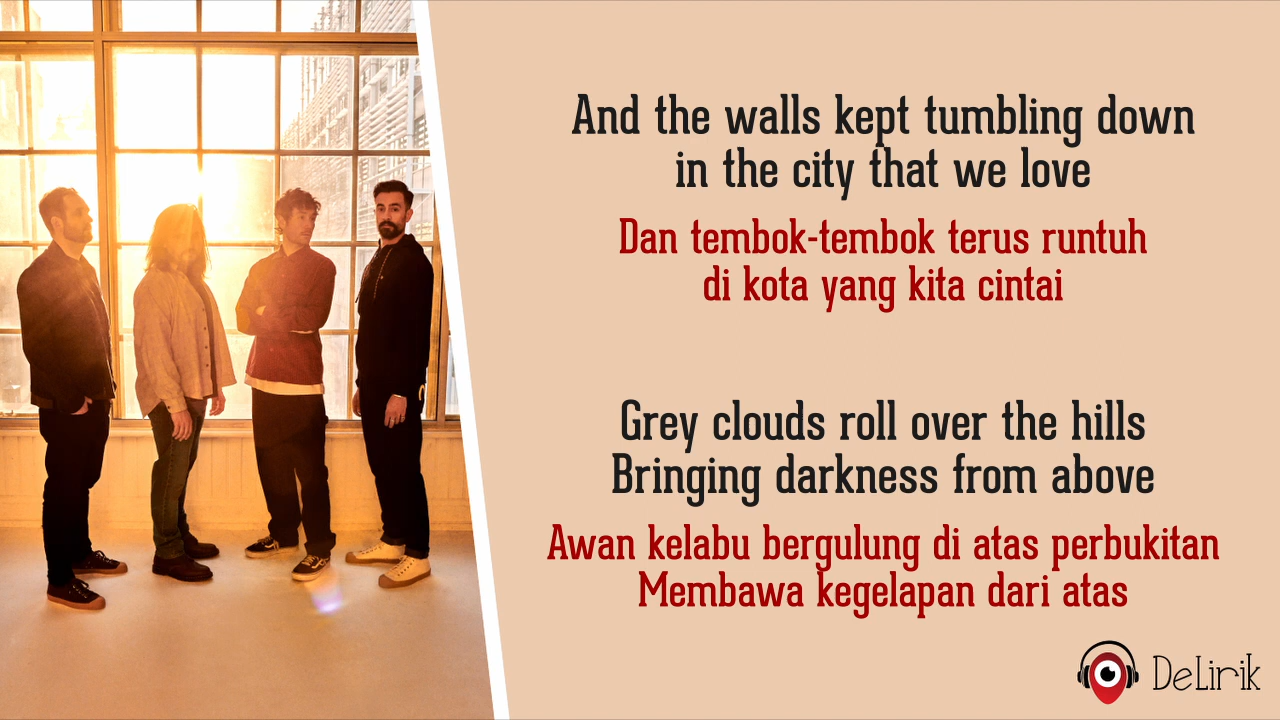 And the walls kept tumbling down
in the city that we love
Dan tembok-tembok terus runtuh
di kota yang kita cintai
Grey clouds roll over the hills
Bringing darkness from above
Awan kelabu bergulung di atas perbukitan
Membawa kegelapan dari atas
DeLirik